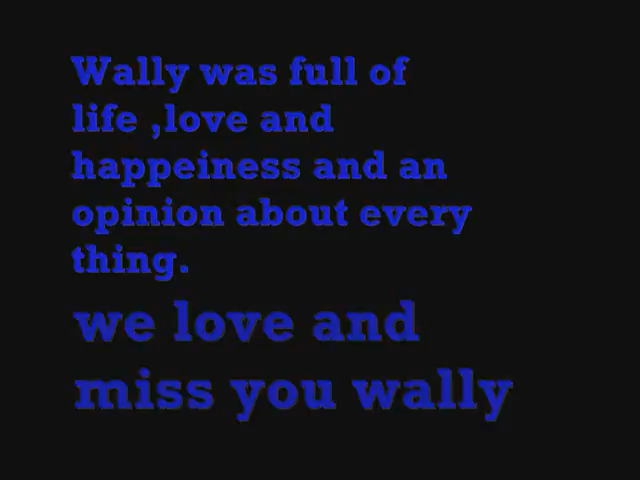 Wally was full of
life ,love and
happeiness and an
opinion about every
thing.
we love and
miss you wally